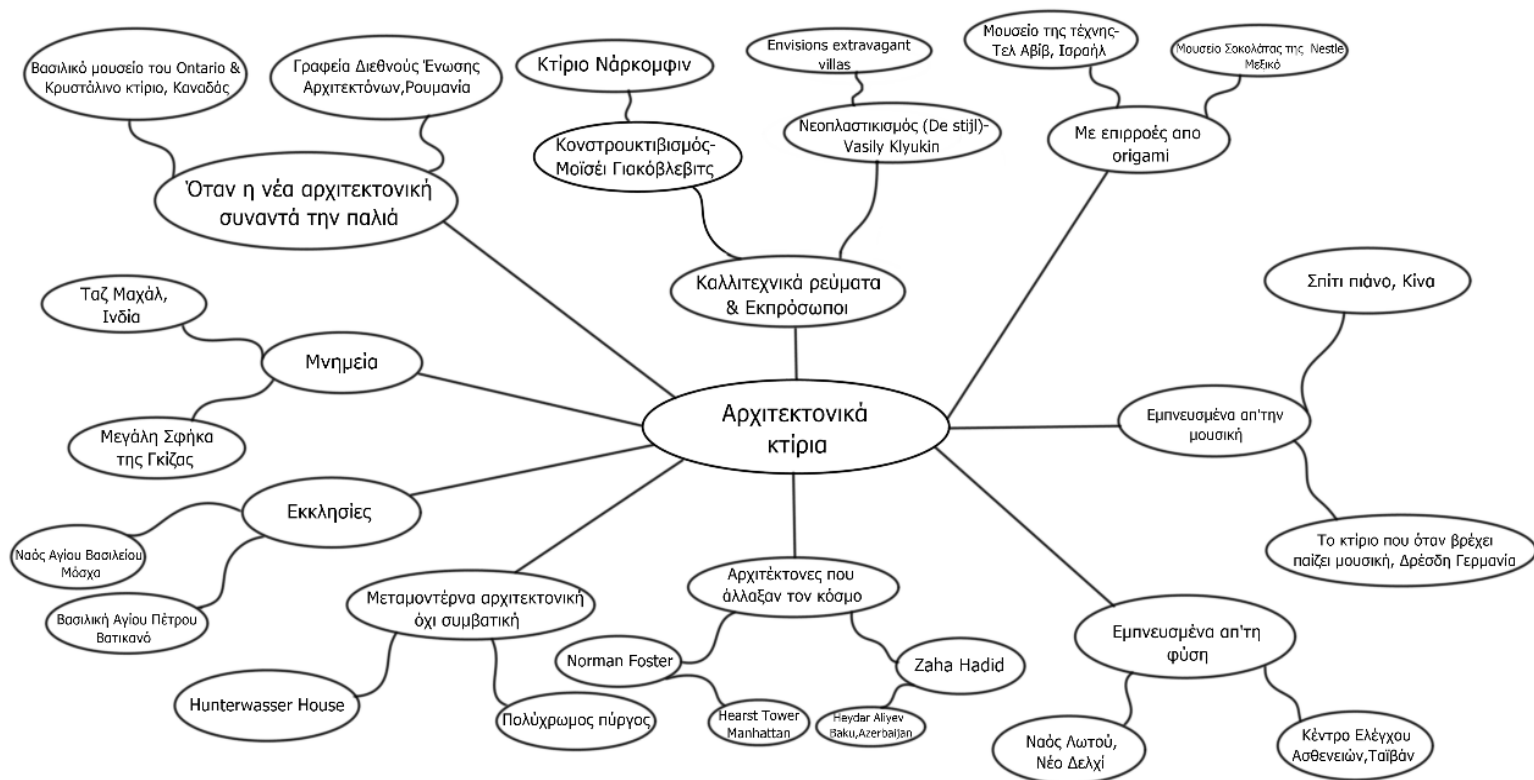 Βασιλικό μουσείο του Ontario &
Κρυστάλινο κτίριο, Καναδάς
Γραφεία Διεθνούς Ένωσης
Αρχιτεκτόνων,Ρουμανία
Όταν η νέα αρχιτεκτονική
συναντά την παλιά
Κτίριο Νάρκομφιν
Κονστρουκτιβισμός-
Μοϊσέι Γιακόβλεβιτς
Envisions extravagant
villas
Νεοπλαστικισμός (De stijl)-
Vasily Klyukin
Καλλιτεχνικά ρεύματα
& Εκπρόσωποι
Μουσείο της τέχνης-
Τελ Αβίβ, Ισραήλ
Μουσείο Σοκολάτας της Nestle
Μεξικό
Με επιρροές απο
origami
Ταζ Μαχάλ,
Ινδία
Μνημεία
Μεγάλη Σφήκα
της Γκίζας
Αρχιτεκτονικά
κτίρια
Σπίτι πιάνο, Κίνα
Εμπνευσμένα απ'την
μουσική
Το κτίριο που όταν βρέχει
παίζει μουσική, Δρέσδη Γερμανία
Εκκλησίες
Ναός Αγίου Βασιλείου
Μόσχα
Βασιλική Αγίου Πέτρου
Βατικανό
Μεταμοντέρνα αρχιτεκτονική
όχι συμβατική
Hunterwasser House
Πολύχρωμος πύργος
Αρχιτέκτονες που
άλλαξαν τον κόσμο
Norman Foster
Hearst Tower
Manhattan
Zaha Hadid
Heydar Aliyev
Baku,Azerbaijan
Εμπνευσμένα απ'τη
φύση
Ναός Λωτού,
Νέο Δελχί
Κέντρο Ελέγχου
Ασθενειών,Ταϊβάν